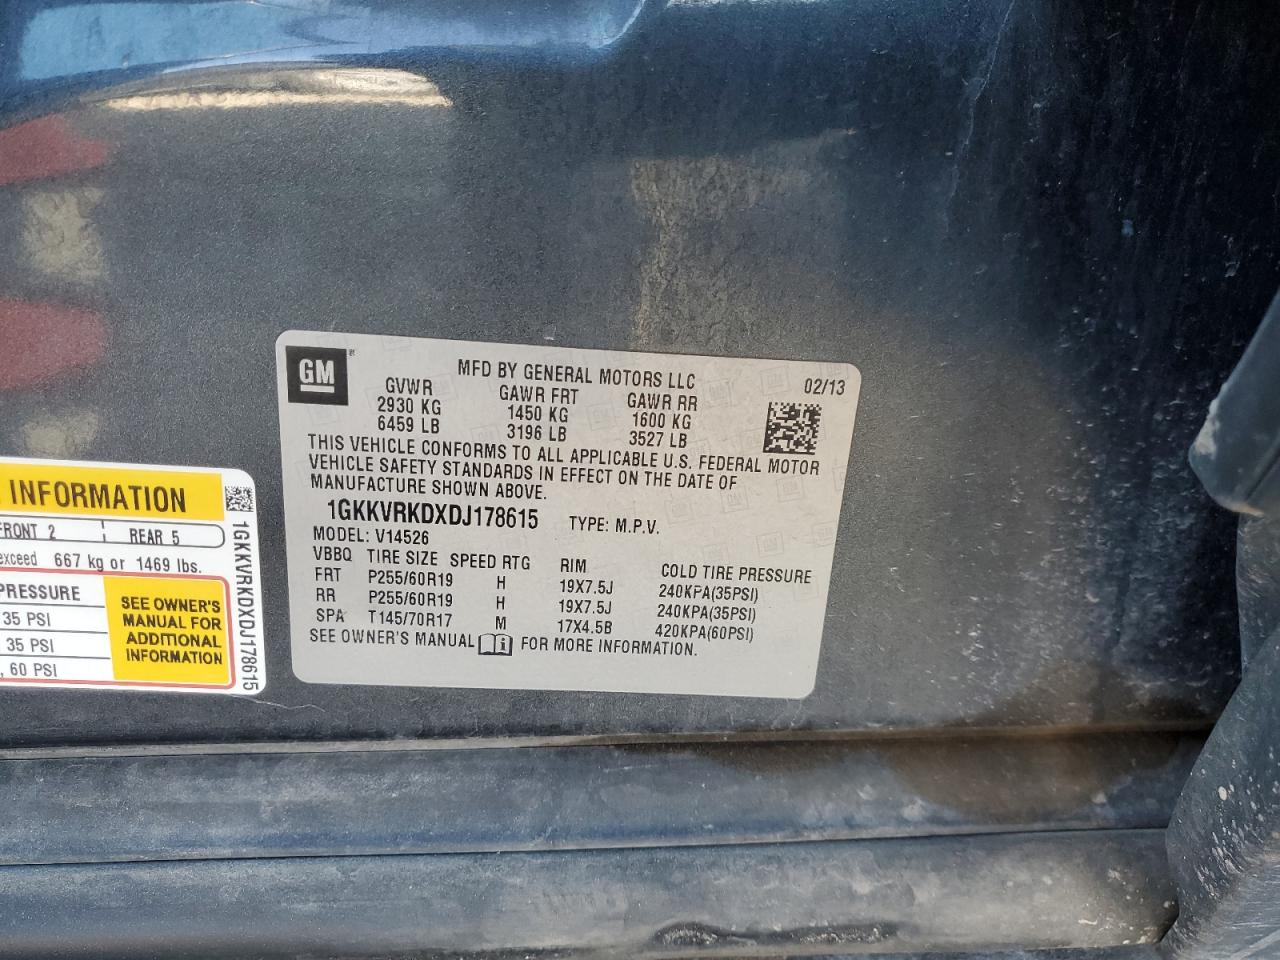 GM
MFD BY GENERAL MOTORS LLC
02/13
GVWR GAWR FRT GAWR RR
2930 KG 1450 KG 1600 KG
6459 LB 3196 LB 3527 LB
THIS VEHICLE CONFORMS TO ALL APPLICABLE U.S. FEDERAL MOTOR
VEHICLE SAFETY STANDARDS IN EFFECT ON THE DATE OF
MANUFACTURE SHOWN ABOVE.
1GKKVRKDXDJ178615 TYPE: M.P.V.
MODEL: V14526
VBBQ TIRE SIZE SPEED RTG RIM COLD TIRE PRESSURE
FRT P255/60R19 H 19X7.5J 240KPA(35PSI)
RR P255/60R19 H 19X7.5J 240KPA(35PSI)
SPA T145/70R17 M 17X4.5B 420KPA(60PSI)
SEE OWNER'S MANUAL i FOR MORE INFORMATION.
INFORMATION
FRONT 2 REAR 5
exceed 667 kg or 1469 lbs.
PRESSURE
35 PSI
, 35 PSI
, 60 PSI
SEE OWNER'S
MANUAL FOR
ADDITIONAL
INFORMATION
1GKKVRKDXDJ178615